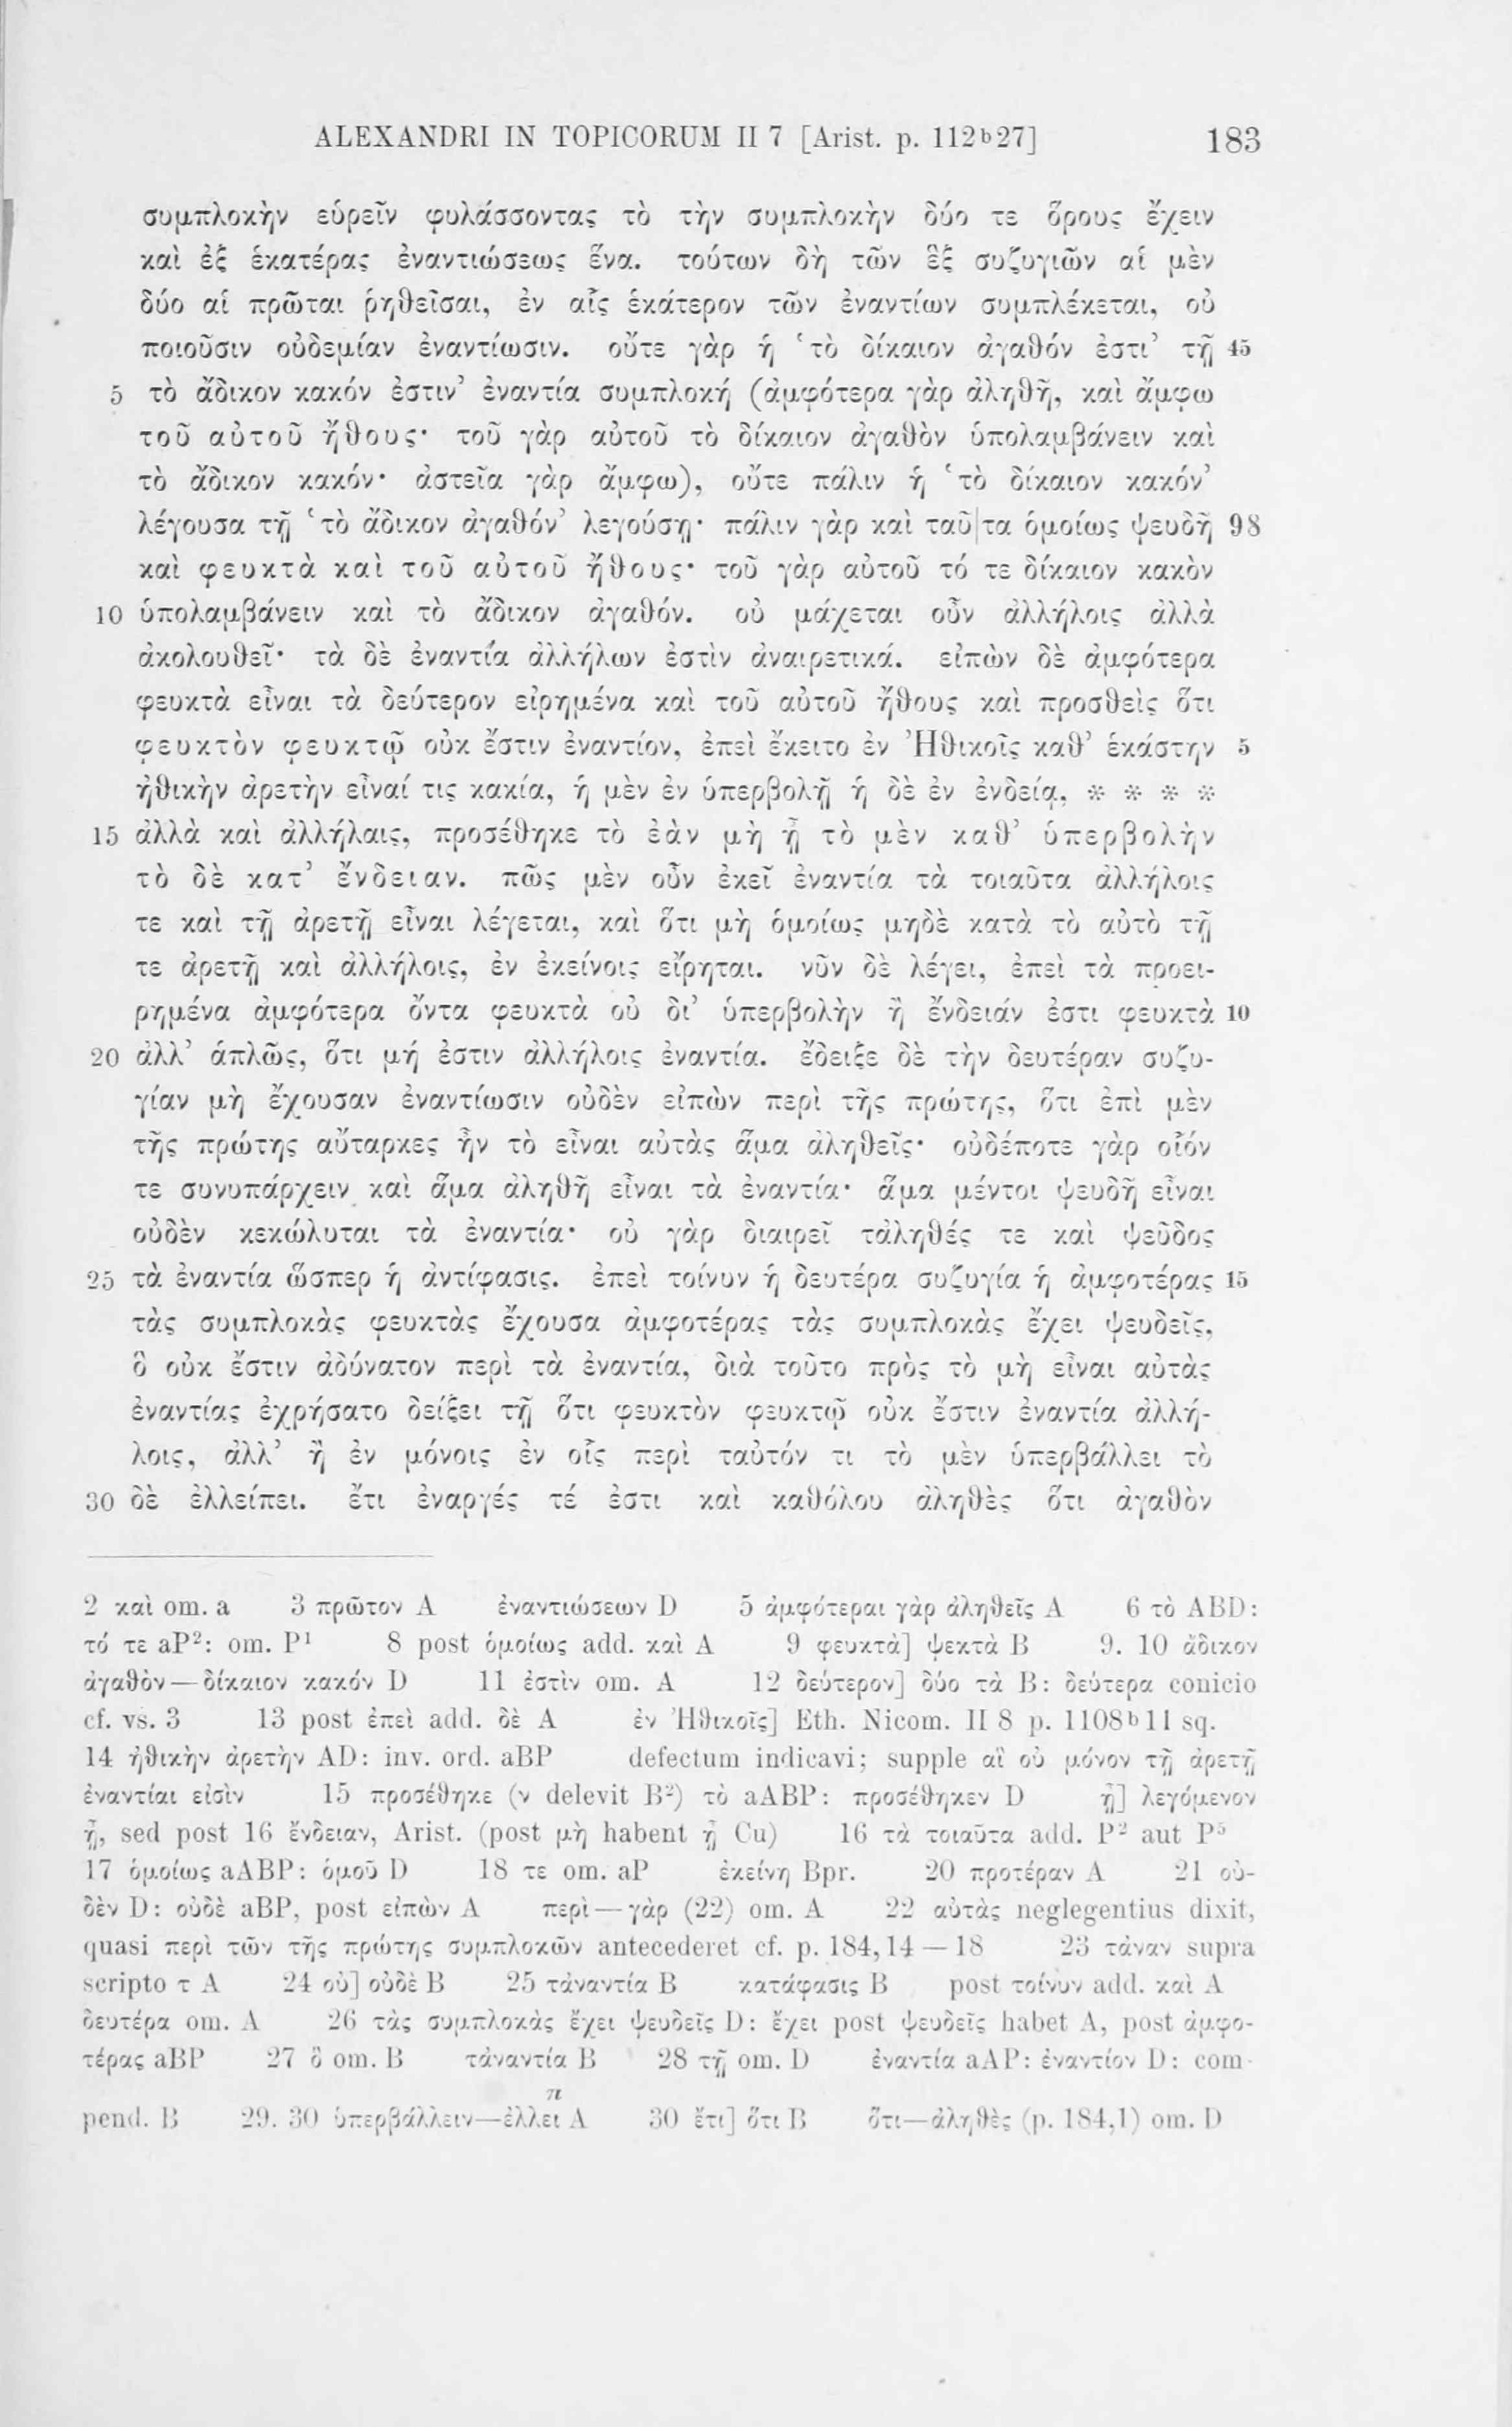 ALEXANDRI IN TOPICORUM II 7 [Arist. p. 112ᵇ27] 183
συμπλοκὴν εὑρεῖν φυλάσσοντας τὸ τὴν συμπλοκὴν δύο τε ὅρους ἔχειν
καὶ ἐξ ἑκατέρας ἐναντιώσεως ἕνα. τούτων δὴ τῶν ἓξ συζυγιῶν αἱ μὲν
δύο αἱ πρῶται ῥηθεῖσαι, ἐν αἷς ἑκάτερον τῶν ἐναντίων συμπλέκεται, οὐ
ποιοῦσιν οὐδεμίαν ἐναντίωσιν. οὔτε γὰρ ἡ ‘τὸ δίκαιον ἀγαθόν ἐστι’ τῇ 45
5 τὸ ἄδικον κακόν ἐστιν’ ἐναντία συμπλοκή (ἀμφότερα γὰρ ἀληθῆ, καὶ ἄμφω
τοῦ αὐτοῦ ἤθους· τοῦ γὰρ αὐτοῦ τὸ δίκαιον ἀγαθὸν ὑπολαμβάνειν καὶ
τὸ ἄδικον κακόν· ἀστεῖα γὰρ ἄμφω), οὔτε πάλιν ἡ ‘τὸ δίκαιον κακόν’
λέγουσα τῇ ‘τὸ ἄδικον ἀγαθόν’ λεγούσῃ· πάλιν γὰρ καὶ ταῦ|τα ὁμοίως ψευδῆ 98
καὶ φευκτὰ καὶ τοῦ αὐτοῦ ἤθους· τοῦ γὰρ αὐτοῦ τό τε δίκαιον κακὸν
10 ὑπολαμβάνειν καὶ τὸ ἄδικον ἀγαθόν. οὐ μάχεται οὖν ἀλλήλοις ἀλλὰ
ἀκολουθεῖ· τὰ δὲ ἐναντία ἀλλήλων ἐστὶν ἀναιρετικά. εἰπὼν δὲ ἀμφότερα
φευκτὰ εἶναι τὰ δεύτερον εἰρημένα καὶ τοῦ αὐτοῦ ἤθους καὶ προσθεὶς ὅτι
φευκτὸν φευκτῷ οὐκ ἔστιν ἐναντίον, ἐπεὶ ἔκειτο ἐν Ἠθικοῖς καθ’ ἑκάστην 5
ἠθικὴν ἀρετὴν εἶναί τις κακία, ἡ μὲν ἐν ὑπερβολῇ ἡ δὲ ἐν ἐνδείᾳ, * * * *
15 ἀλλὰ καὶ ἀλλήλαις, προσέθηκε τὸ ἐὰν μὴ ᾖ τὸ μὲν καθ’ ὑπερβολὴν
τὸ δὲ κατ’ ἔνδειαν. πῶς μὲν οὖν ἐκεῖ ἐναντία τὰ τοιαῦτα ἀλλήλοις
τε καὶ τῇ ἀρετῇ εἶναι λέγεται, καὶ ὅτι μὴ ὁμοίως μηδὲ κατὰ τὸ αὐτὸ τῇ
τε ἀρετῇ καὶ ἀλλήλοις, ἐν ἐκείνοις εἴρηται. νῦν δὲ λέγει, ἐπεὶ τὰ προει-
ρημένα ἀμφότερα ὄντα φευκτὰ οὐ δι’ ὑπερβολὴν ἢ ἔνδειάν ἐστι φευκτὰ 10
20 ἀλλ’ ἁπλῶς, ὅτι μή ἐστιν ἀλλήλοις ἐναντία. ἔδειξε δὲ τὴν δευτέραν συζυ-
γίαν μὴ ἔχουσαν ἐναντίωσιν οὐδὲν εἰπὼν περὶ τῆς πρώτης, ὅτι ἐπὶ μὲν
τῆς πρώτης αὔταρκες ἦν τὸ εἶναι αὐτὰς ἅμα ἀληθεῖς· οὐδέποτε γὰρ οἷόν
τε συνυπάρχειν καὶ ἅμα ἀληθῆ εἶναι τὰ ἐναντία· ἅμα μέντοι ψευδῆ εἶναι
οὐδὲν κεκώλυται τὰ ἐναντία· οὐ γὰρ διαιρεῖ τἀληθές τε καὶ ψεῦδος
25 τὰ ἐναντία ὥσπερ ἡ ἀντίφασις. ἐπεὶ τοίνυν ἡ δευτέρα συζυγία ἡ ἀμφοτέρας 15
τὰς συμπλοκὰς φευκτὰς ἔχουσα ἀμφοτέρας τὰς συμπλοκὰς ἔχει ψευδεῖς,
ὃ οὐκ ἔστιν ἀδύνατον περὶ τὰ ἐναντία, διὰ τοῦτο πρὸς τὸ μὴ εἶναι αὐτὰς
ἐναντίας ἐχρήσατο δείξει τῇ ὅτι φευκτὸν φευκτῷ οὐκ ἔστιν ἐναντία ἀλλή-
λοις, ἀλλ’ ἢ ἐν μόνοις ἐν οἷς περὶ ταὐτόν τι τὸ μὲν ὑπερβάλλει τὸ
30 δὲ ἐλλείπει. ἔτι ἐναργές τέ ἐστι καὶ καθόλου ἀληθὲς ὅτι ἀγαθὸν
2 καὶ om. a 3 πρῶτον A ἐναντιώσεων D 5 ἀμφότεραι γὰρ ἀληθεῖς A 6 τὸ ABD:
τό τε aP²: om. P¹ 8 post ὁμοίως add. καὶ A 9 φευκτὰ] ψεκτὰ B 9. 10 ἄδικον
ἀγαθὸν—δίκαιον κακόν D 11 ἐστὶν om. A 12 δεύτερον] δύο τὰ B: δεύτερα conicio
cf. vs. 3 13 post ἐπεὶ add. δὲ A ἐν Ἠθικοῖς] Eth. Nicom. II 8 p. 1108ᵇ11 sq.
14 ἠθικὴν ἀρετὴν AD: inv. ord. aBP defectum indicavi; supple αἳ οὐ μόνον τῇ ἀρετῇ
ἐναντίαι εἰσὶν 15 προσέθηκε (ν delevit B²) τὸ aABP: προσέθηκεν D ᾖ] λεγόμενον
ᾖ, sed post 16 ἔνδειαν, Arist. (post μὴ habent ᾖ Cu) 16 τὰ τοιαῦτα add. P² aut P⁵
17 ὁμοίως aABP: ὁμοῦ D 18 τε om. aP ἐκείνη Bpr. 20 προτέραν A 21 οὐ-
δὲν D: οὐδὲ aBP, post εἰπὼν A περὶ—γὰρ (22) om. A 22 αὐτὰς neglegentius dixit,
quasi περὶ τῶν τῆς πρώτης συμπλοκῶν antecederet cf. p. 184,14—18 23 τἀναν supra
scripto τ A 24 οὐ] οὐδὲ B 25 τἀναντία B κατάφασις B post τοίνυν add. καὶ A
δευτέρα om. A 26 τὰς συμπλοκὰς ἔχει ψευδεῖς D: ἔχει post ψευδεῖς habet A, post ἀμφο-
τέρας aBP 27 ὃ om. B τἀναντία B 28 τῇ om. D ἐναντία aAP: ἐναντίον D: com-
pend. B 29. 30 ὑπερβάλλειν—ἐλλειπ A 30 ἔτι] ὅτι B ὅτι—ἀληθὲς (p. 184,1) om. D